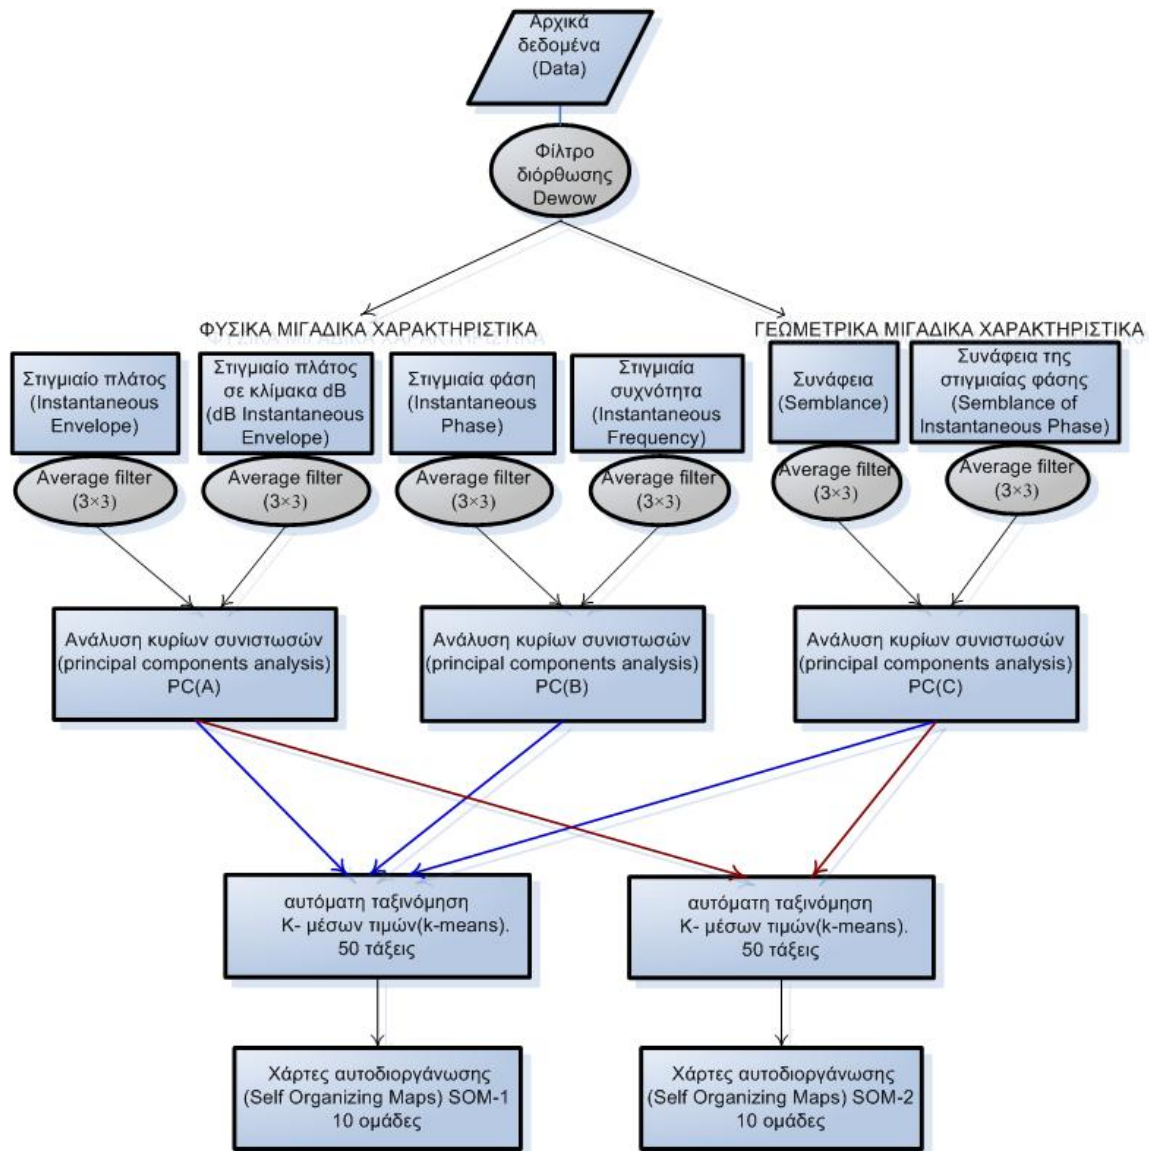 Αρχικά
δεδομένα
(Data)
Φίλτρο
διόρθωσης
Dewow
ΦΥΣΙΚΑ ΜΙΓΑΔΙΚΑ ΧΑΡΑΚΤΗΡΙΣΤΙΚΑ
ΓΕΩΜΕΤΡΙΚΑ ΜΙΓΑΔΙΚΑ ΧΑΡΑΚΤΗΡΙΣΤΙΚΑ
Στιγμιαίο πλάτος
(Instantaneous
Envelope)
Στιγμιαίο πλάτος
σε κλίμακα dB
(dB Instantaneous
Envelope)
Στιγμιαία φάση
(Instantaneous
Phase)
Στιγμιαία
συχνότητα
(Instantaneous
Frequency)
Συνάφεια
(Semblance)
Συνάφεια της
στιγμιαίας φάσης
(Semblance of
Instantaneous Phase)
Average filter
(3×3)
Average filter
(3×3)
Average filter
(3×3)
Average filter
(3×3)
Average filter
(3×3)
Average filter
(3×3)
Ανάλυση κυρίων συνιστωσών
(principal components analysis)
PC(A)
Ανάλυση κυρίων συνιστωσών
(principal components analysis)
PC(B)
Ανάλυση κυρίων συνιστωσών
(principal components analysis)
PC(C)
αυτόματη ταξινόμηση
Κ- μέσων τιμών(k-means).
50 τάξεις
αυτόματη ταξινόμηση
Κ- μέσων τιμών(k-means).
50 τάξεις
Χάρτες αυτοδιοργάνωσης
(Self Organizing Maps) SOM-1
10 ομάδες
Χάρτες αυτοδιοργάνωσης
(Self Organizing Maps) SOM-2
10 ομάδες